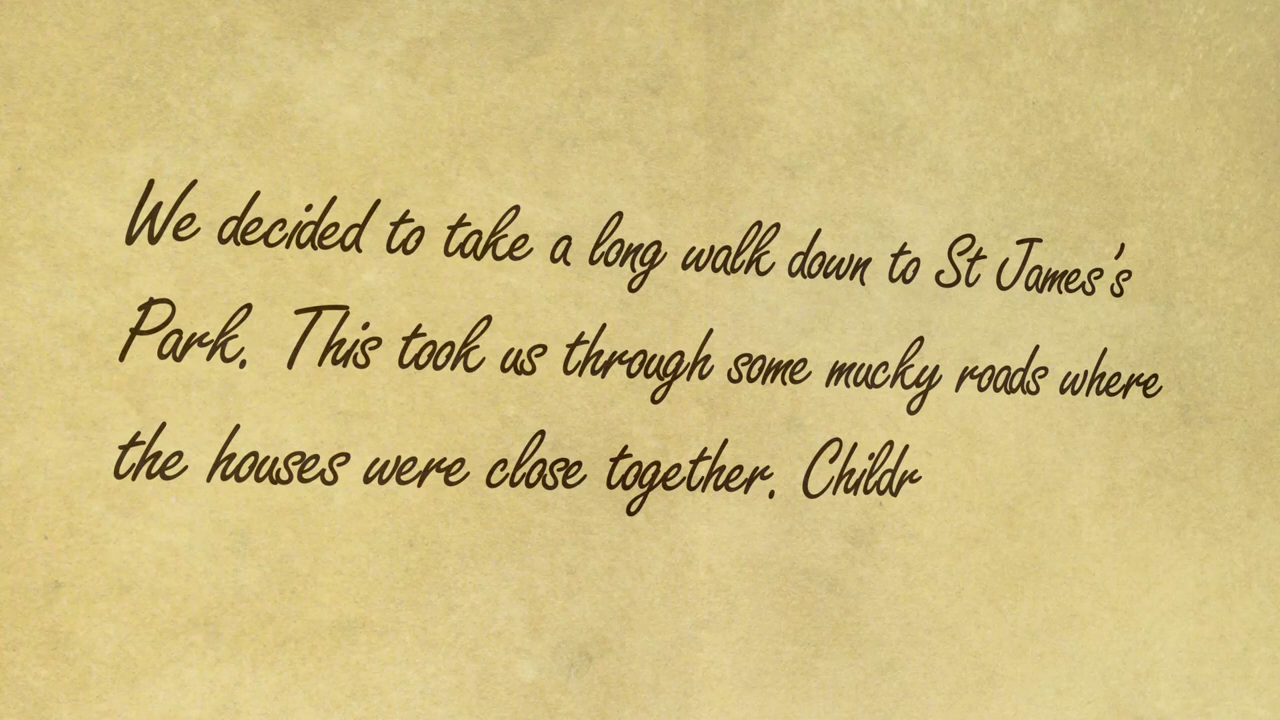 We decided to take a long walk down to St James's
Park. This took us through some mucky roads where
the houses were close together. Childr